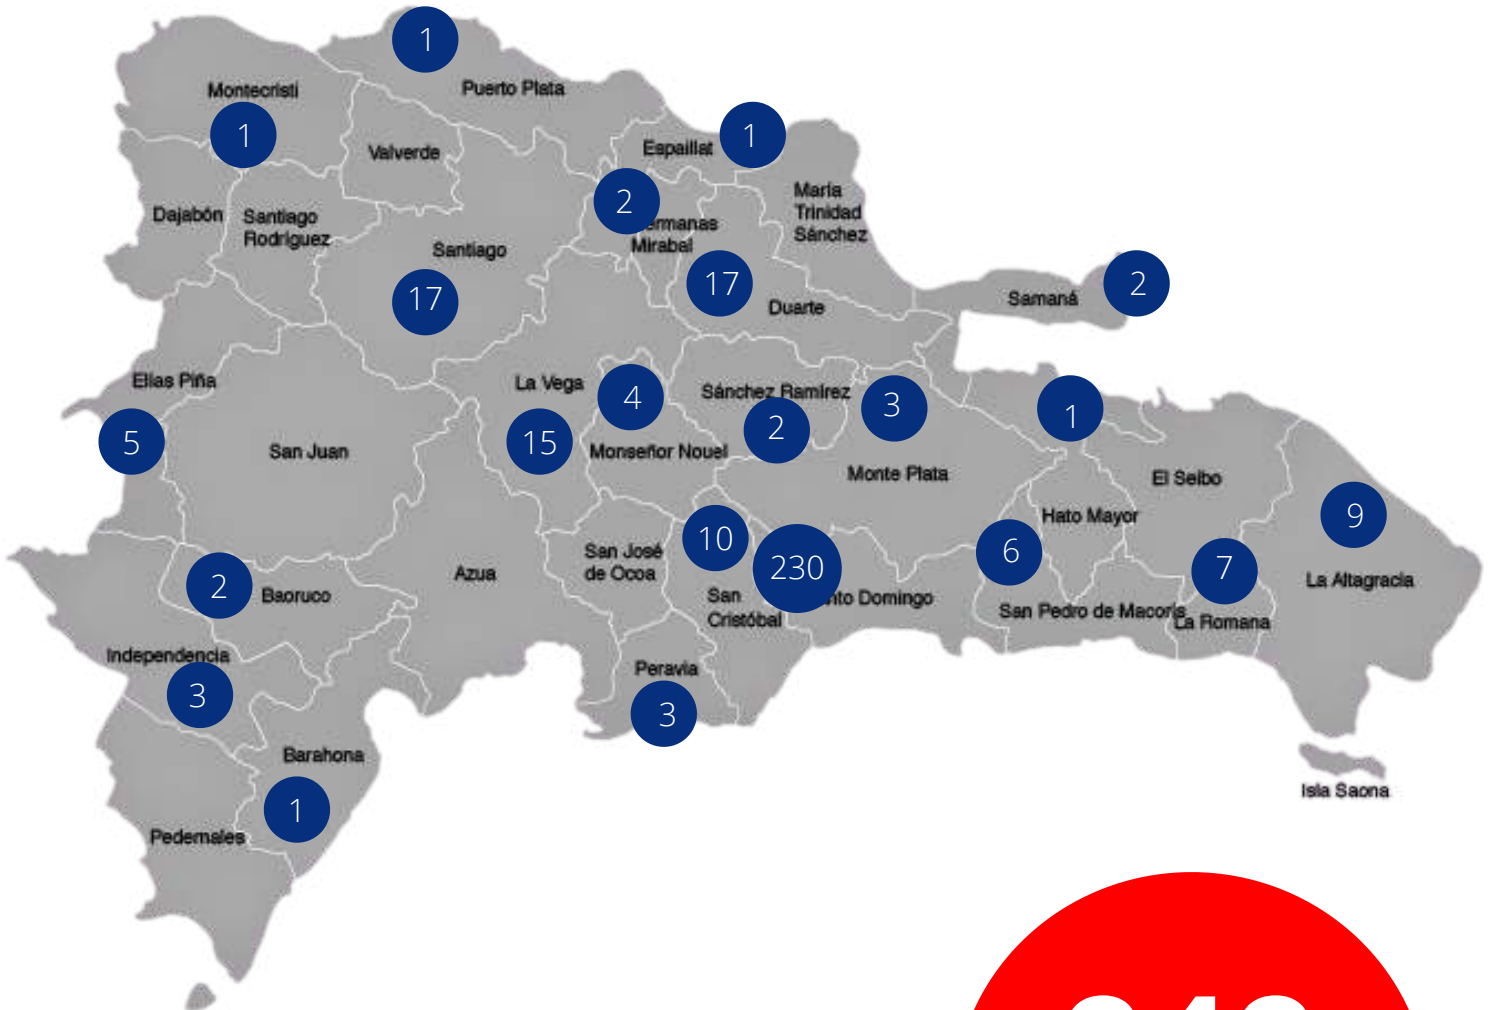 1
Puerto Plata
Montecristi
1
Valverde
Espaillat
1
2
ermanas
Mirabal
María
Trinidad
Sánchez
Dajabón
Santiago
Rodríguez
Santiago
17
17
Duarte
Samaná
2
Elías Piña
5
San Juan
La Vega
15
4
Monseñor Nouel
Sánchez Ramírez
2
3
Monte Plata
1
El Seibo
Hato Mayor
9
La Altagracia
2
Baoruco
Azua
San José
de Ocoa
10
San
Cristóbal
230
nto Domingo
6
San Pedro de Macorís
7
La Romana
Independencia
3
Peravia
3
Barahona
1
Pedernales
Isla Saona